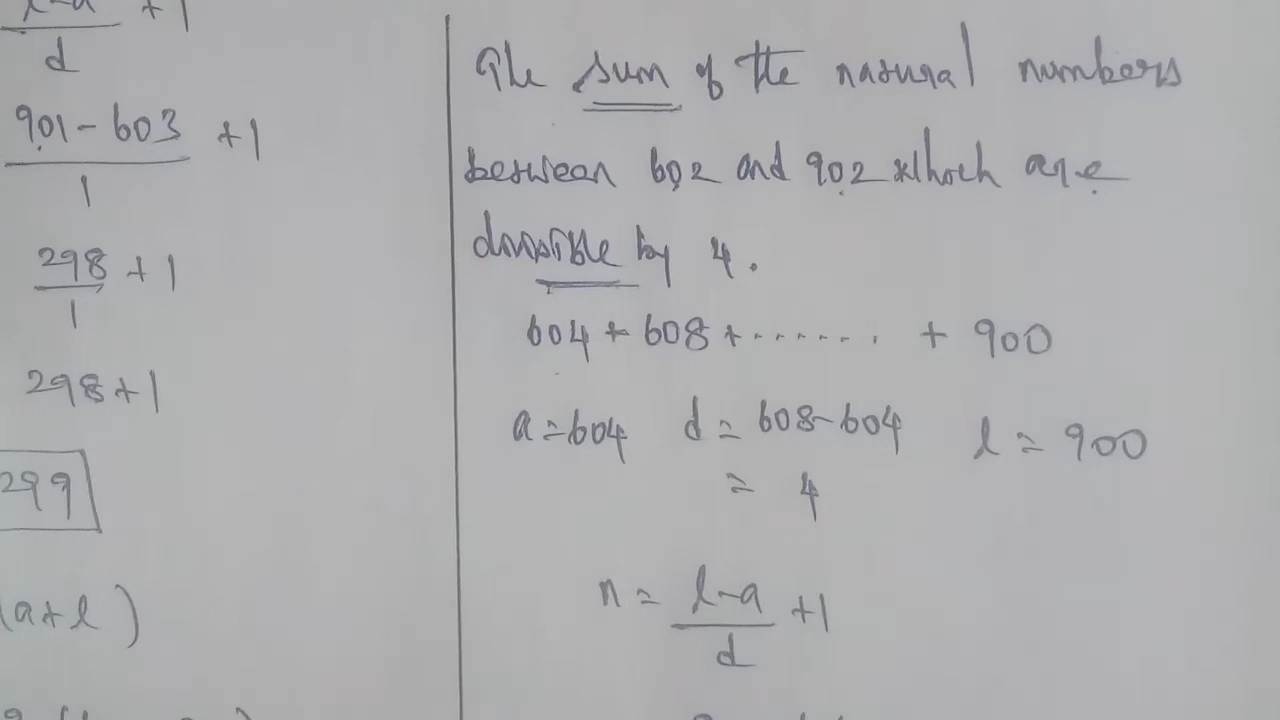 l-a + 1
d
901 - 603 + 1
1
298 + 1
1
298 + 1
299
(a + l)
The sum of the natural numbers
between 602 and 902 which are
divisible by 4.
604 + 608 + ....... + 900
a = 604 d = 608 - 604 l = 900
= 4
n = l-a + 1
d